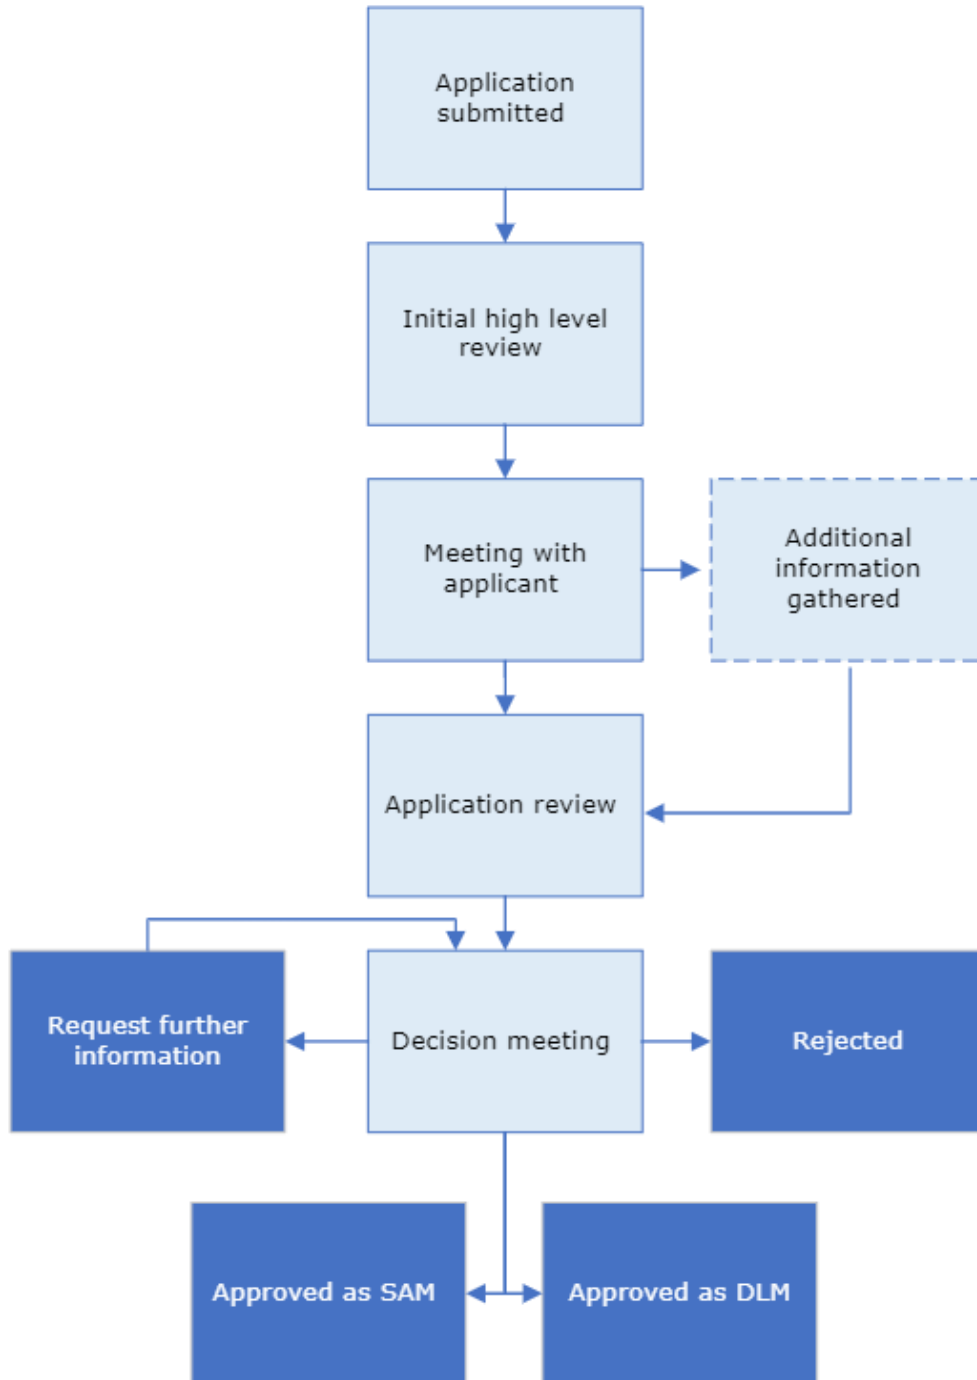 Application
submitted
Initial high level
review
Meeting with
applicant
Additional
information
gathered
Application review
Request further
information
Decision meeting
Rejected
Approved as SAM
Approved as DLM